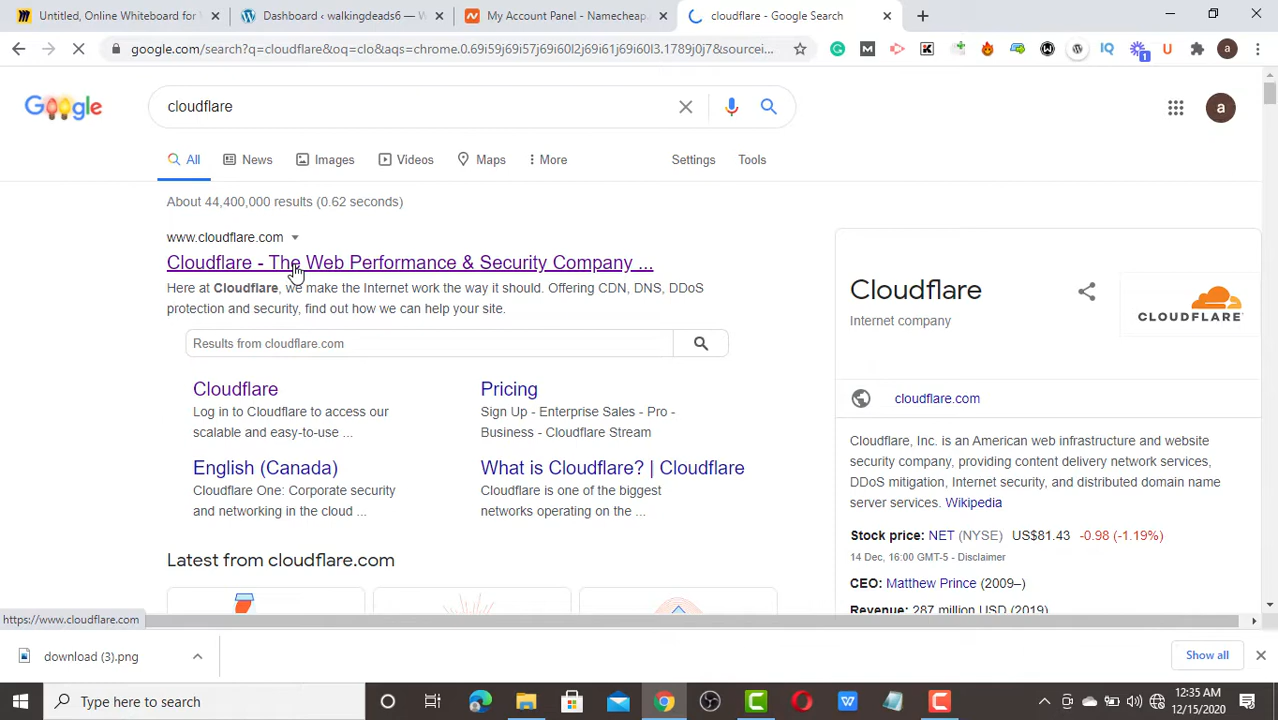 Untitled, Online Whiteboard for
Dashboard ‹ walkingdeads6 — W
My Account Panel - Namecheap.
cloudflare - Google Search
google.com/search?q=cloudflare&oq=clo&aqs=chrome.0.69i59j69i57j69i60l2j69i61j69i60l3.1789j0j7&sourcei...
a
Google
cloudflare
a
All
News
Images
Videos
Maps
More
Settings
Tools
About 44,400,000 results (0.62 seconds)
www.cloudflare.com
Cloudflare - The Web Performance & Security Company ...
Here at Cloudflare, we make the Internet work the way it should. Offering CDN, DNS, DDoS
protection and security, find out how we can help your site.
Results from cloudflare.com
Cloudflare
Log in to Cloudflare to access our
scalable and easy-to-use ...
Pricing
Sign Up - Enterprise Sales - Pro -
Business - Cloudflare Stream
English (Canada)
Cloudflare One: Corporate security
and networking in the cloud ...
What is Cloudflare? | Cloudflare
Cloudflare is one of the biggest
networks operating on the ...
Latest from cloudflare.com
Cloudflare
Internet company
CLOUDFLARE
cloudflare.com
Cloudflare, Inc. is an American web infrastructure and website
security company, providing content delivery network services,
DDoS mitigation, Internet security, and distributed domain name
server services. Wikipedia
Stock price: NET (NYSE) US$81.43 -0.98 (-1.19%)
14 Dec, 16:00 GMT-5 - Disclaimer
CEO: Matthew Prince (2009–)
Revenue: 287 million USD (2019)
https://www.cloudflare.com
download (3).png
Show all
Type here to search
12:35 AM
12/15/2020